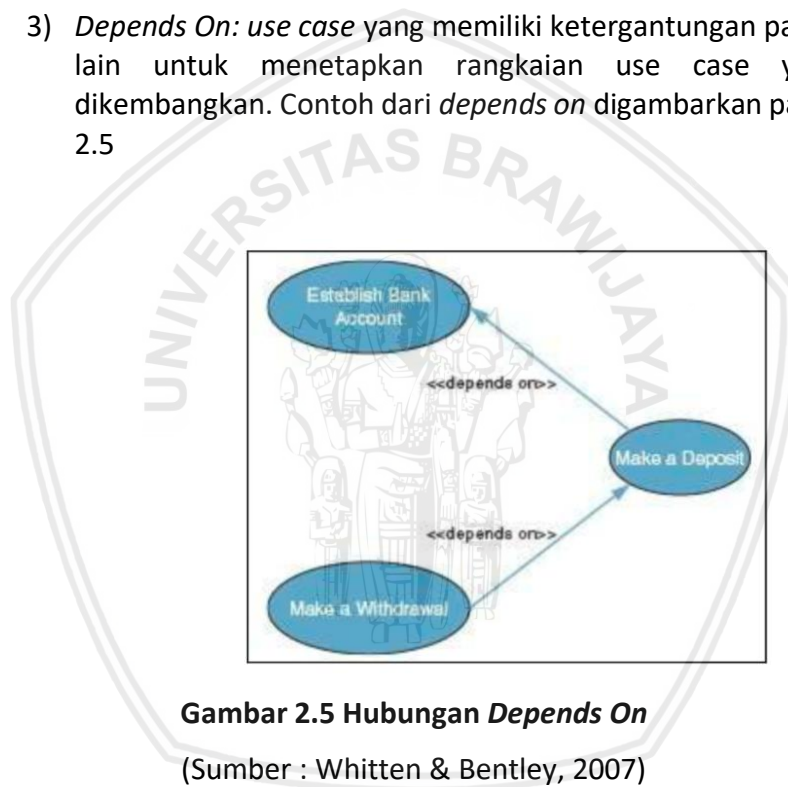 3) Depends On: use case yang memiliki ketergantungan pa
lain untuk menetapkan rangkaian use case y
dikembangkan. Contoh dari depends on digambarkan pa
2.5
UNIVERSITAS BRAWIJAYA
Establish Bank
Account
<<depends on>>
Make a Deposit
<<depends on>>
Make a Withdrawal
Gambar 2.5 Hubungan Depends On
(Sumber : Whitten & Bentley, 2007)